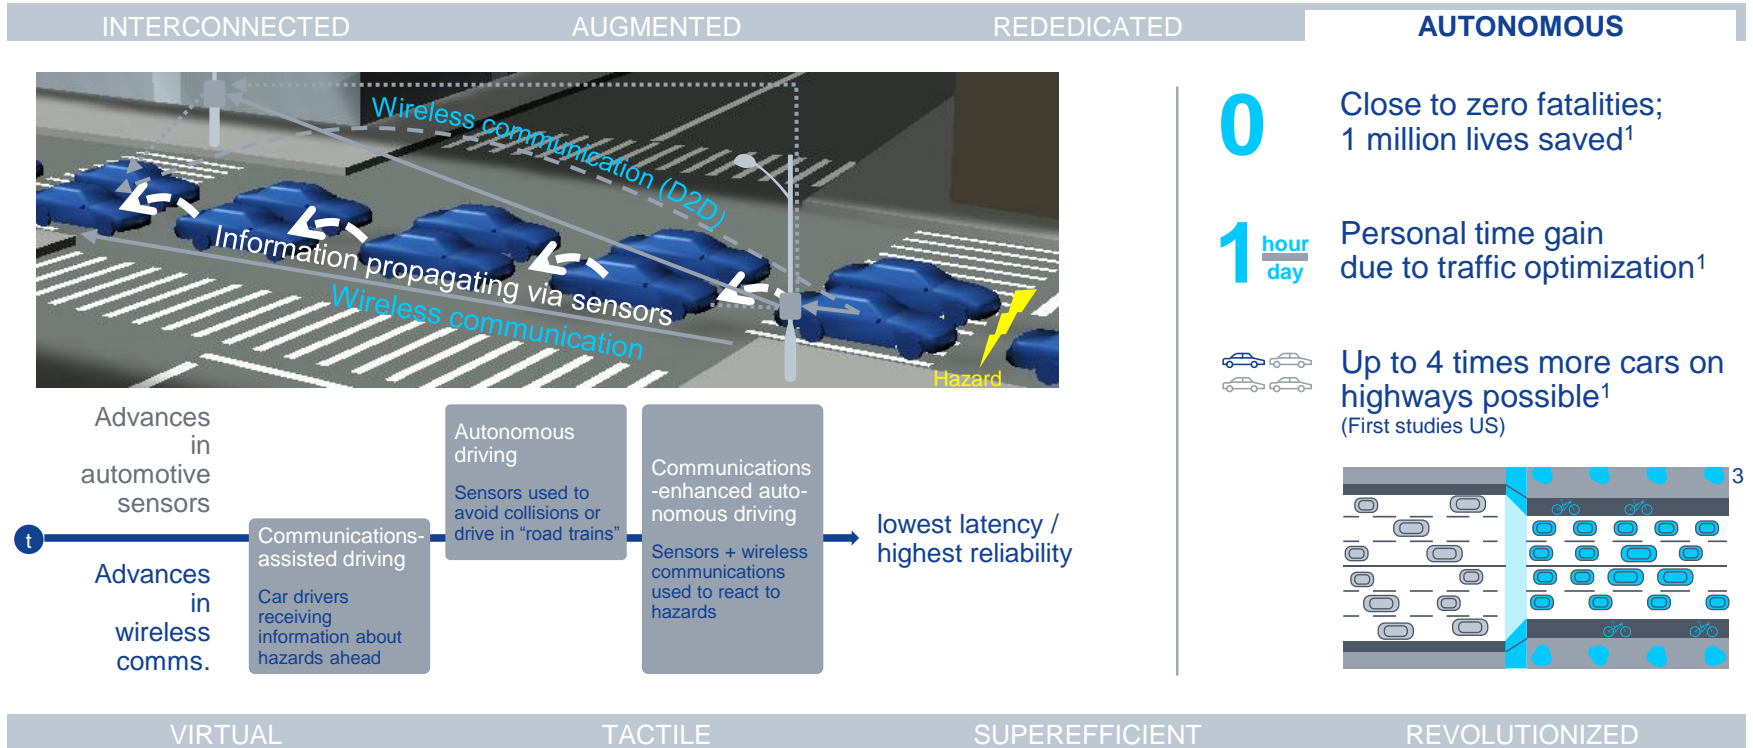 INTERCONNECTED
AUGMENTED
REDEDICATED
AUTONOMOUS
Wireless communication (D2D)
Information propagating via sensors
Wireless communication
Hazard
0
Close to zero fatalities;
1 million lives saved¹
1 hour
day
Personal time gain
due to traffic optimization¹
Up to 4 times more cars on
highways possible¹
(First studies US)
3
Advances
in
automotive
sensors
t
Advances
in
wireless
comms.
Communications-
assisted driving
Car drivers
receiving
information about
hazards ahead
Autonomous
driving
Sensors used to
avoid collisions or
drive in “road trains”
Communications
-enhanced auto-
nomous driving
Sensors + wireless
communications
used to react to
hazards
lowest latency /
highest reliability
VIRTUAL
TACTILE
SUPEREFFICIENT
REVOLUTIONIZED